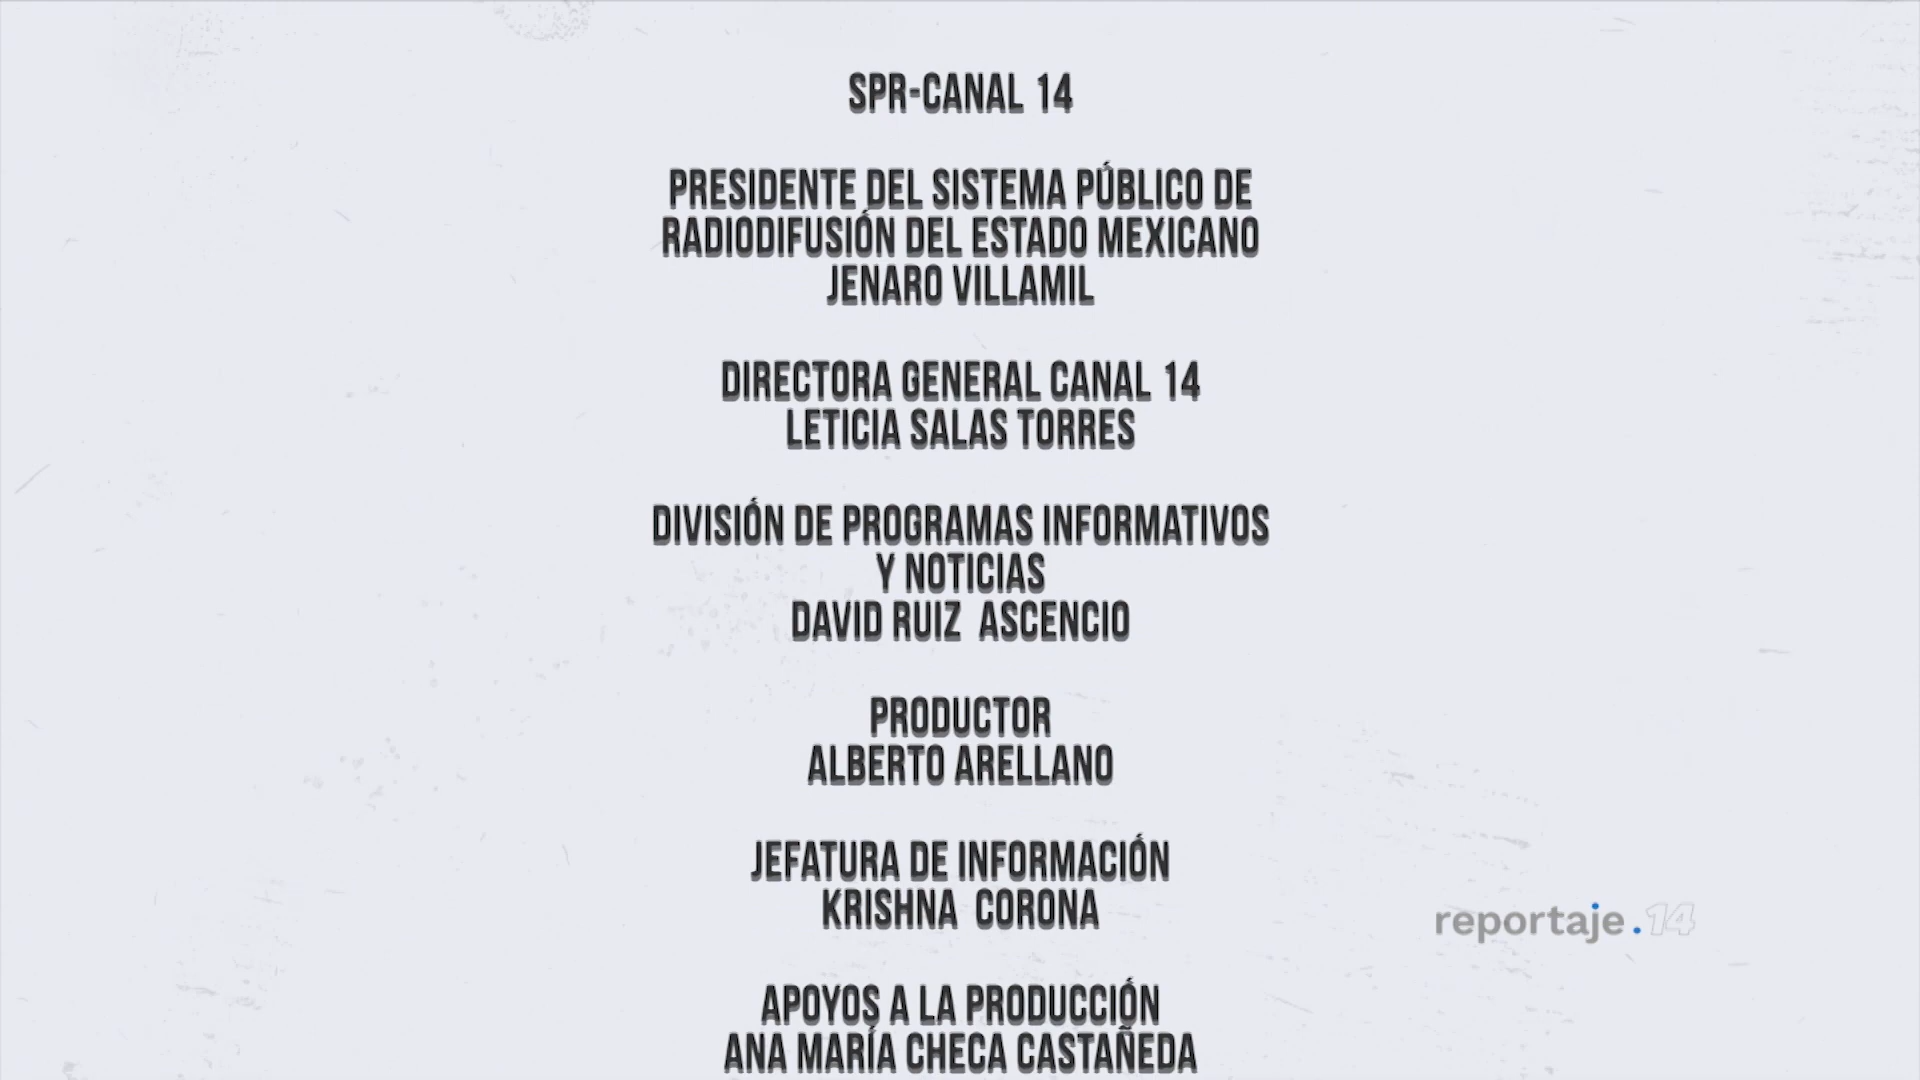 SPR-CANAL 14
PRESIDENTE DEL SISTEMA PÚBLICO DE
RADIODIFUSIÓN DEL ESTADO MEXICANO
JENARO VILLAMIL
DIRECTORA GENERAL CANAL 14
LETICIA SALAS TORRES
DIVISIÓN DE PROGRAMAS INFORMATIVOS
Y NOTICIAS
DAVID RUIZ ASCENCIO
PRODUCTOR
ALBERTO ARELLANO
JEFATURA DE INFORMACIÓN
KRISHNA CORONA
reportaje.14
APOYOS A LA PRODUCCIÓN
ANA MARÍA CHECA CASTAÑEDA